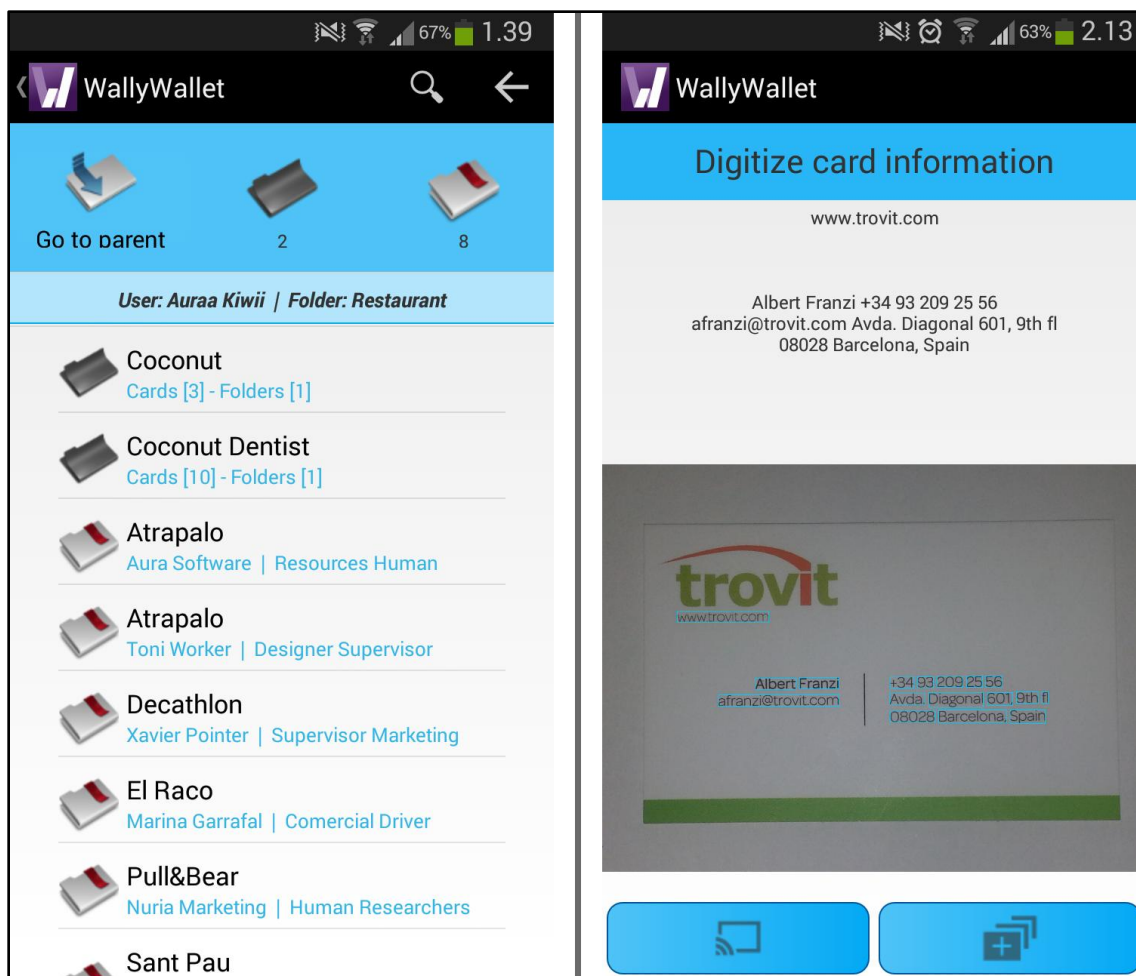 67% 1.39
WallyWallet
Go to parent
2
8
User: Auraa Kiwii | Folder: Restaurant
Coconut
Cards [3] - Folders [1]
Coconut Dentist
Cards [10] - Folders [1]
Atrapalo
Aura Software | Resources Human
Atrapalo
Toni Worker | Designer Supervisor
Decathlon
Xavier Pointer | Supervisor Marketing
El Raco
Marina Garrafal | Comercial Driver
Pull&Bear
Nuria Marketing | Human Researchers
Sant Pau
63% 2.13
WallyWallet
Digitize card information
www.trovit.com
Albert Franzi +34 93 209 25 56
afranzi@trovit.com Avda. Diagonal 601, 9th fl
08028 Barcelona, Spain
trovit
www.trovit.com
Albert Franzi
afranzi@trovit.com
+34 93 209 25 56
Avda. Diagonal 601, 9th fl
08028 Barcelona, Spain